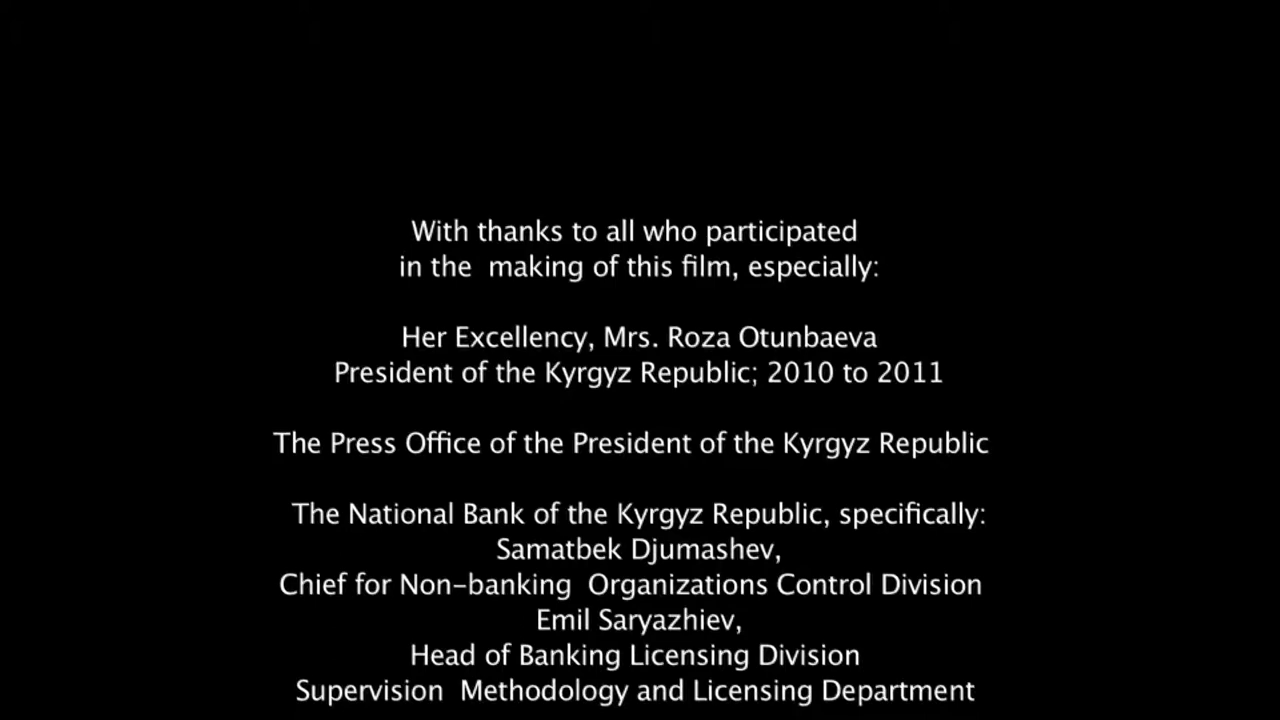 With thanks to all who participated
in the  making of this film, especially:
Her Excellency, Mrs. Roza Otunbaeva
President of the Kyrgyz Republic; 2010 to 2011
The Press Office of the President of the Kyrgyz Republic
The National Bank of the Kyrgyz Republic, specifically:
Samatbek Djumashev,
Chief for Non-banking  Organizations Control Division
Emil Saryazhiev,
Head of Banking Licensing Division
Supervision  Methodology and Licensing Department